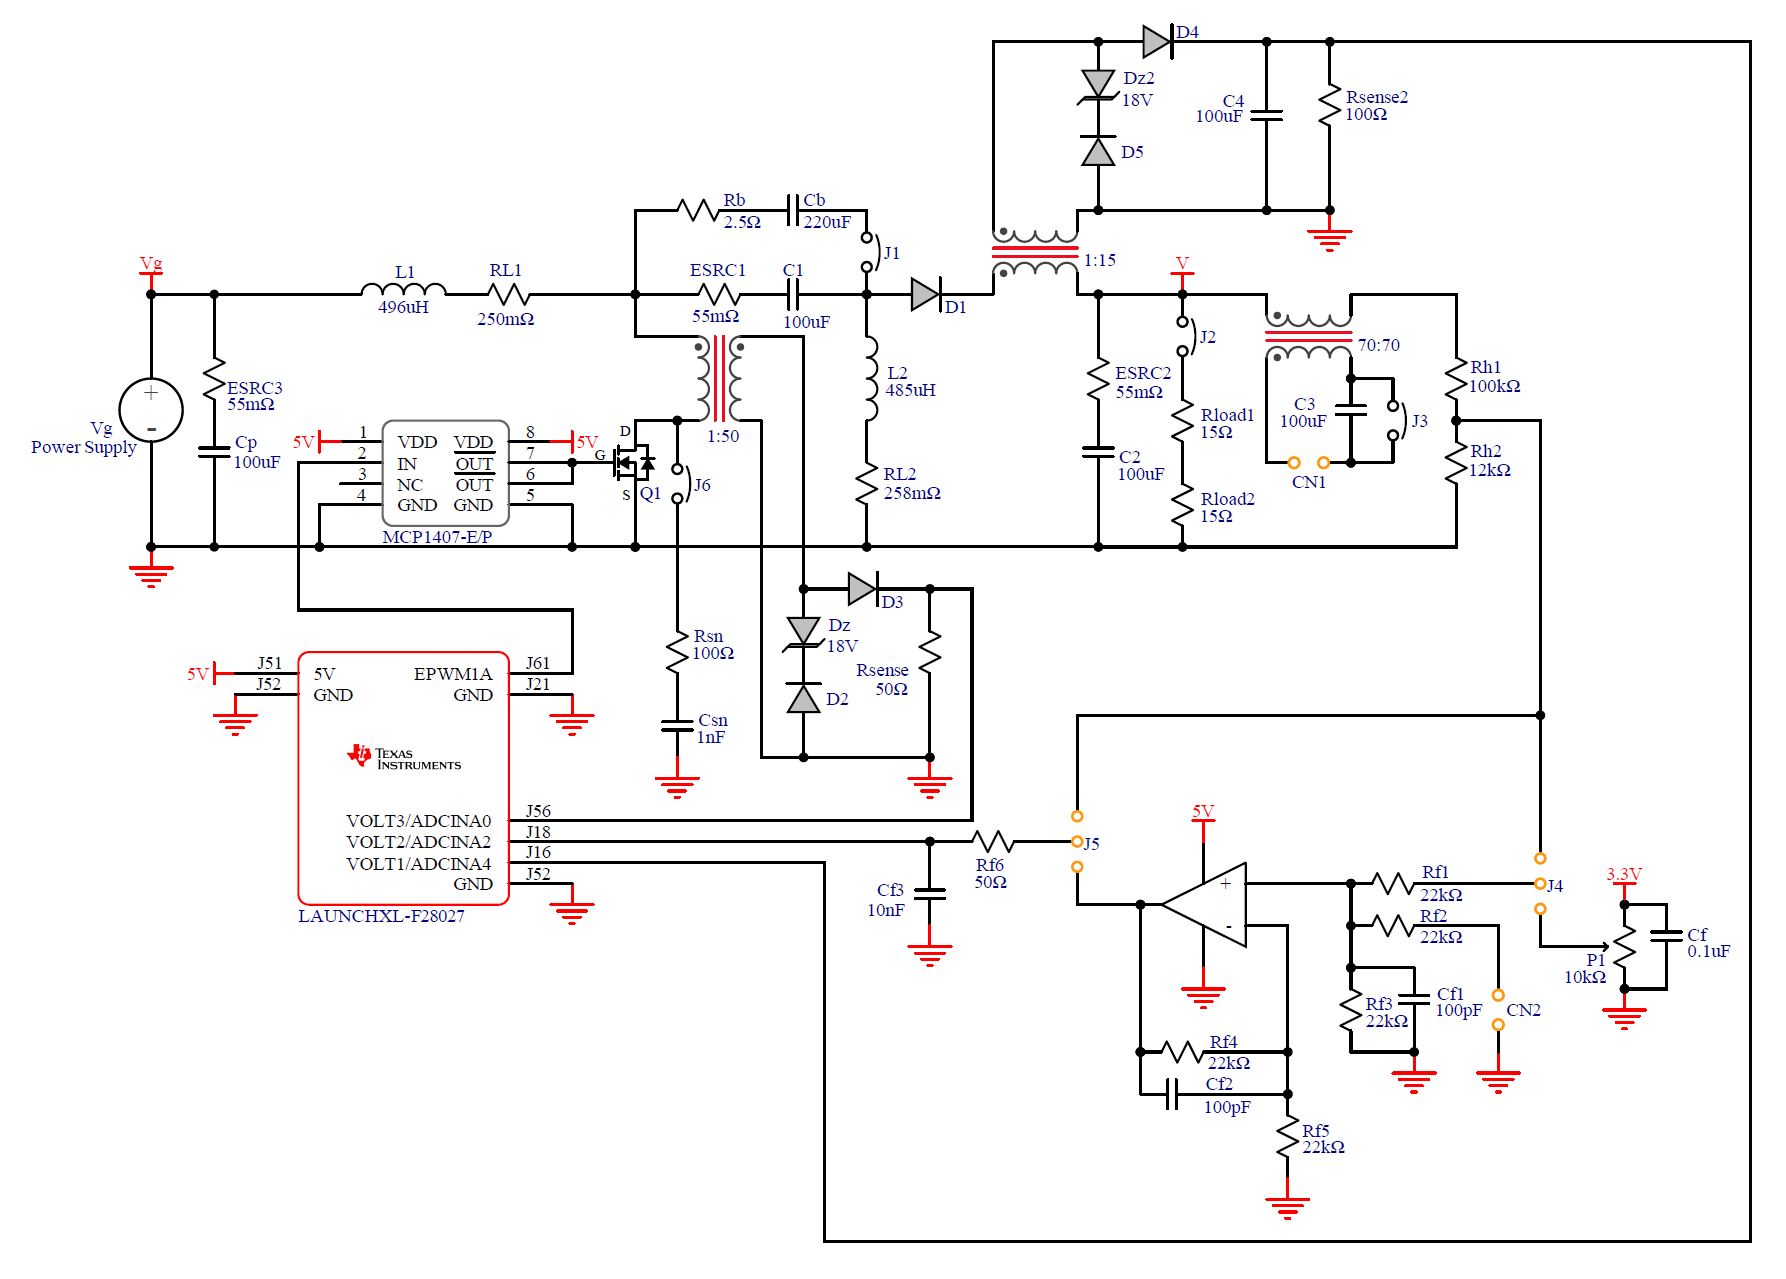 D4
Dz2
18V
C4
100uF
Rsense2
100Ω
D5
Rb
2.5Ω
Cb
220uF
J1
1:15
Vg
L1
496uH
RL1
250mΩ
ESRC1
55mΩ
C1
100uF
D1
V
J2
70:70
ESRC3
55mΩ
L2
485uH
ESRC2
55mΩ
Rh1
100kΩ
C3
100uF
J3
Rload1
15Ω
+
-
Vg
Power Supply
Cp
100uF
5V
1
2
3
4
VDD
IN
NC
GND
VDD
OUT
OUT
GND
8
7
6
5
5V
MCP1407-E/P
D
G
S
Q1
1:50
J6
RL2
258mΩ
C2
100uF
Rload2
15Ω
CN1
Rh2
12kΩ
D3
Dz
18V
D2
Rsense
50Ω
Rsn
100Ω
Csn
1nF
5V
J51
J52
5V
GND
EPWM1A
GND
J61
J21
TEXAS
INSTRUMENTS
VOLT3/ADCINA0
VOLT2/ADCINA2
VOLT1/ADCINA4
GND
J56
J18
J16
J52
LAUNCHXL-F28027
Cf3
10nF
Rf6
50Ω
J5
5V
+
-
Rf1
22kΩ
Rf2
22kΩ
J4
3.3V
P1
10kΩ
Cf
0.1uF
Rf3
22kΩ
Cf1
100pF
CN2
Rf4
22kΩ
Cf2
100pF
Rf5
22kΩ